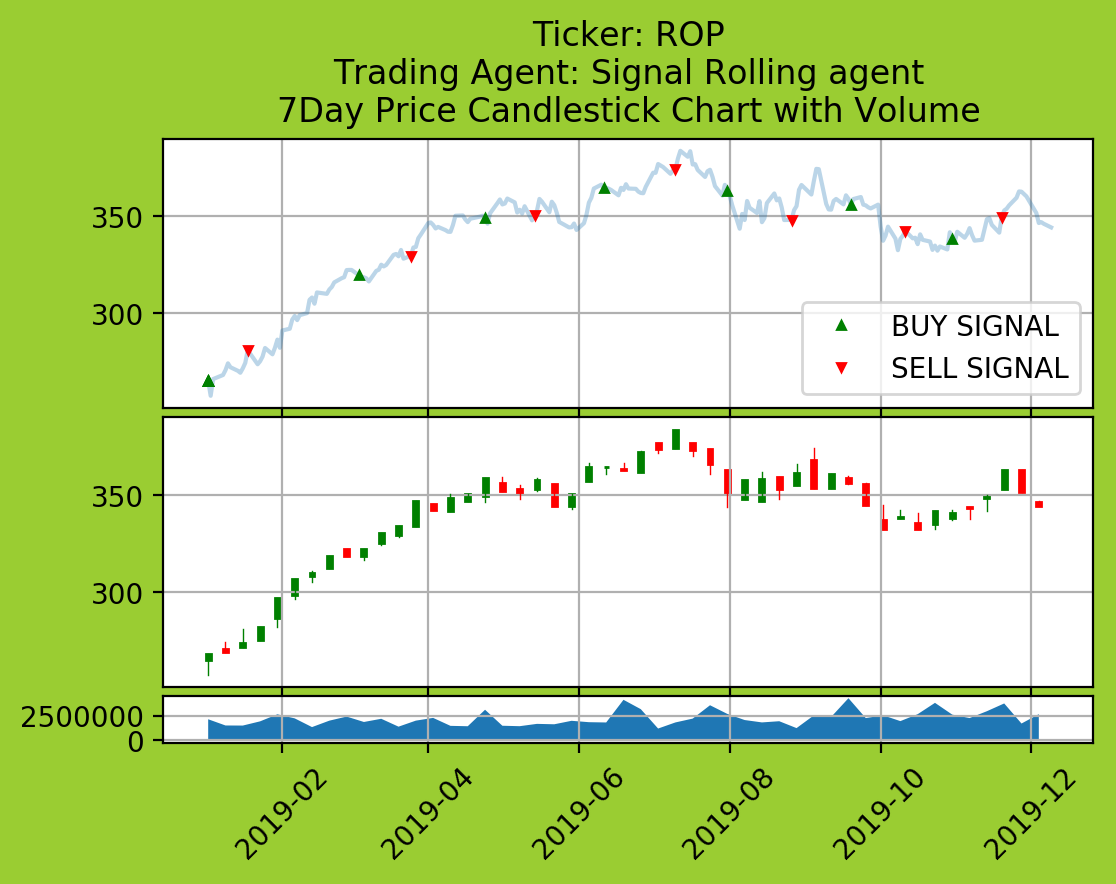 Ticker: ROP
Trading Agent: Signal Rolling agent
7Day Price Candlestick Chart with Volume
350
300
BUY SIGNAL
SELL SIGNAL
350
300
2500000
0
2019-02
2019-04
2019-06
2019-08
2019-10
2019-12